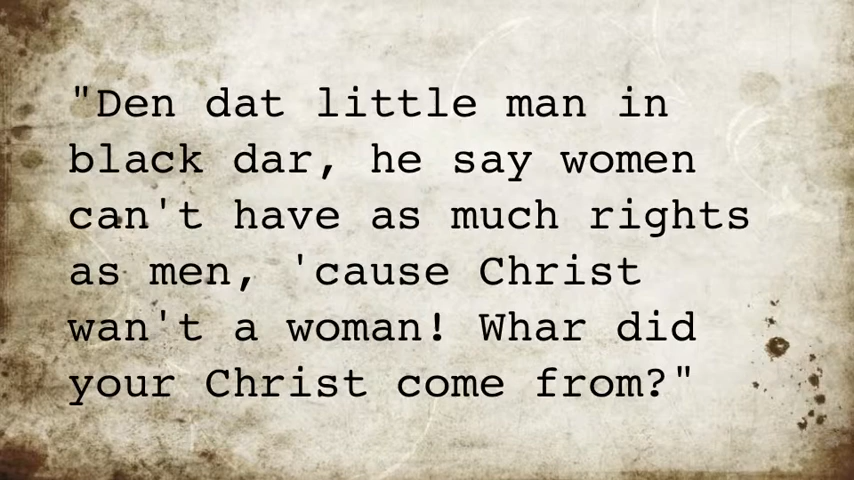 "Den dat little man in
black dar, he say women
can't have as much rights
as men, 'cause Christ
wan't a woman! Whar did
your Christ come from?"